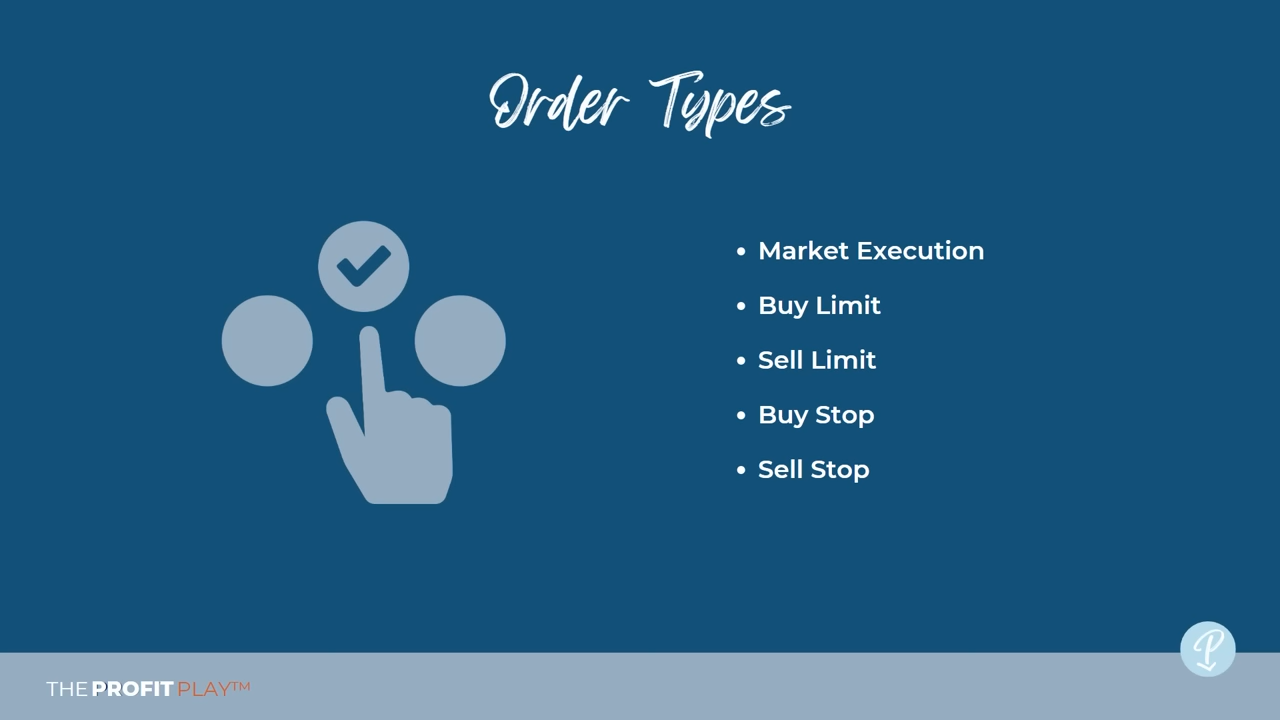 Order Types
Market Execution
Buy Limit
Sell Limit
Buy Stop
Sell Stop
P
THE PROFIT PLAY™